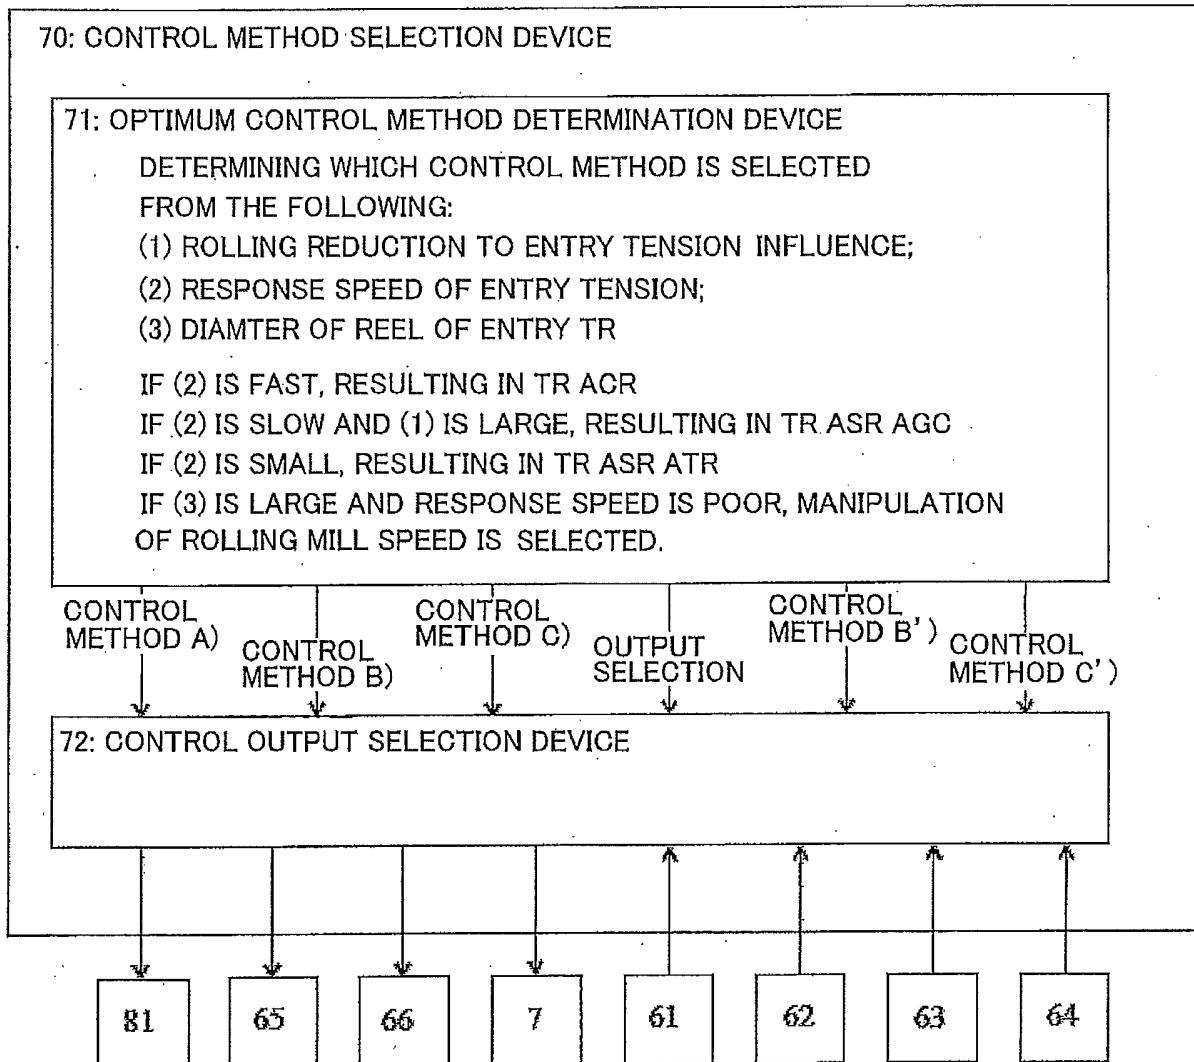 70: CONTROL METHOD SELECTION DEVICE
71: OPTIMUM CONTROL METHOD DETERMINATION DEVICE
DETERMINING WHICH CONTROL METHOD IS SELECTED
FROM THE FOLLOWING:
(1) ROLLING REDUCTION TO ENTRY TENSION INFLUENCE;
(2) RESPONSE SPEED OF ENTRY TENSION;
(3) DIAMTER OF REEL OF ENTRY TR
IF (2) IS FAST, RESULTING IN TR ACR
IF (2) IS SLOW AND (1) IS LARGE, RESULTING IN TR ASR AGC
IF (2) IS SMALL, RESULTING IN TR ASR ATR
IF (3) IS LARGE AND RESPONSE SPEED IS POOR, MANIPULATION
OF ROLLING MILL SPEED IS SELECTED.
CONTROL
METHOD A)
CONTROL
METHOD B)
CONTROL
METHOD C)
OUTPUT
SELECTION
CONTROL
METHOD B')
CONTROL
METHOD C')
72: CONTROL OUTPUT SELECTION DEVICE
81
65
66
7
61
62
63
64